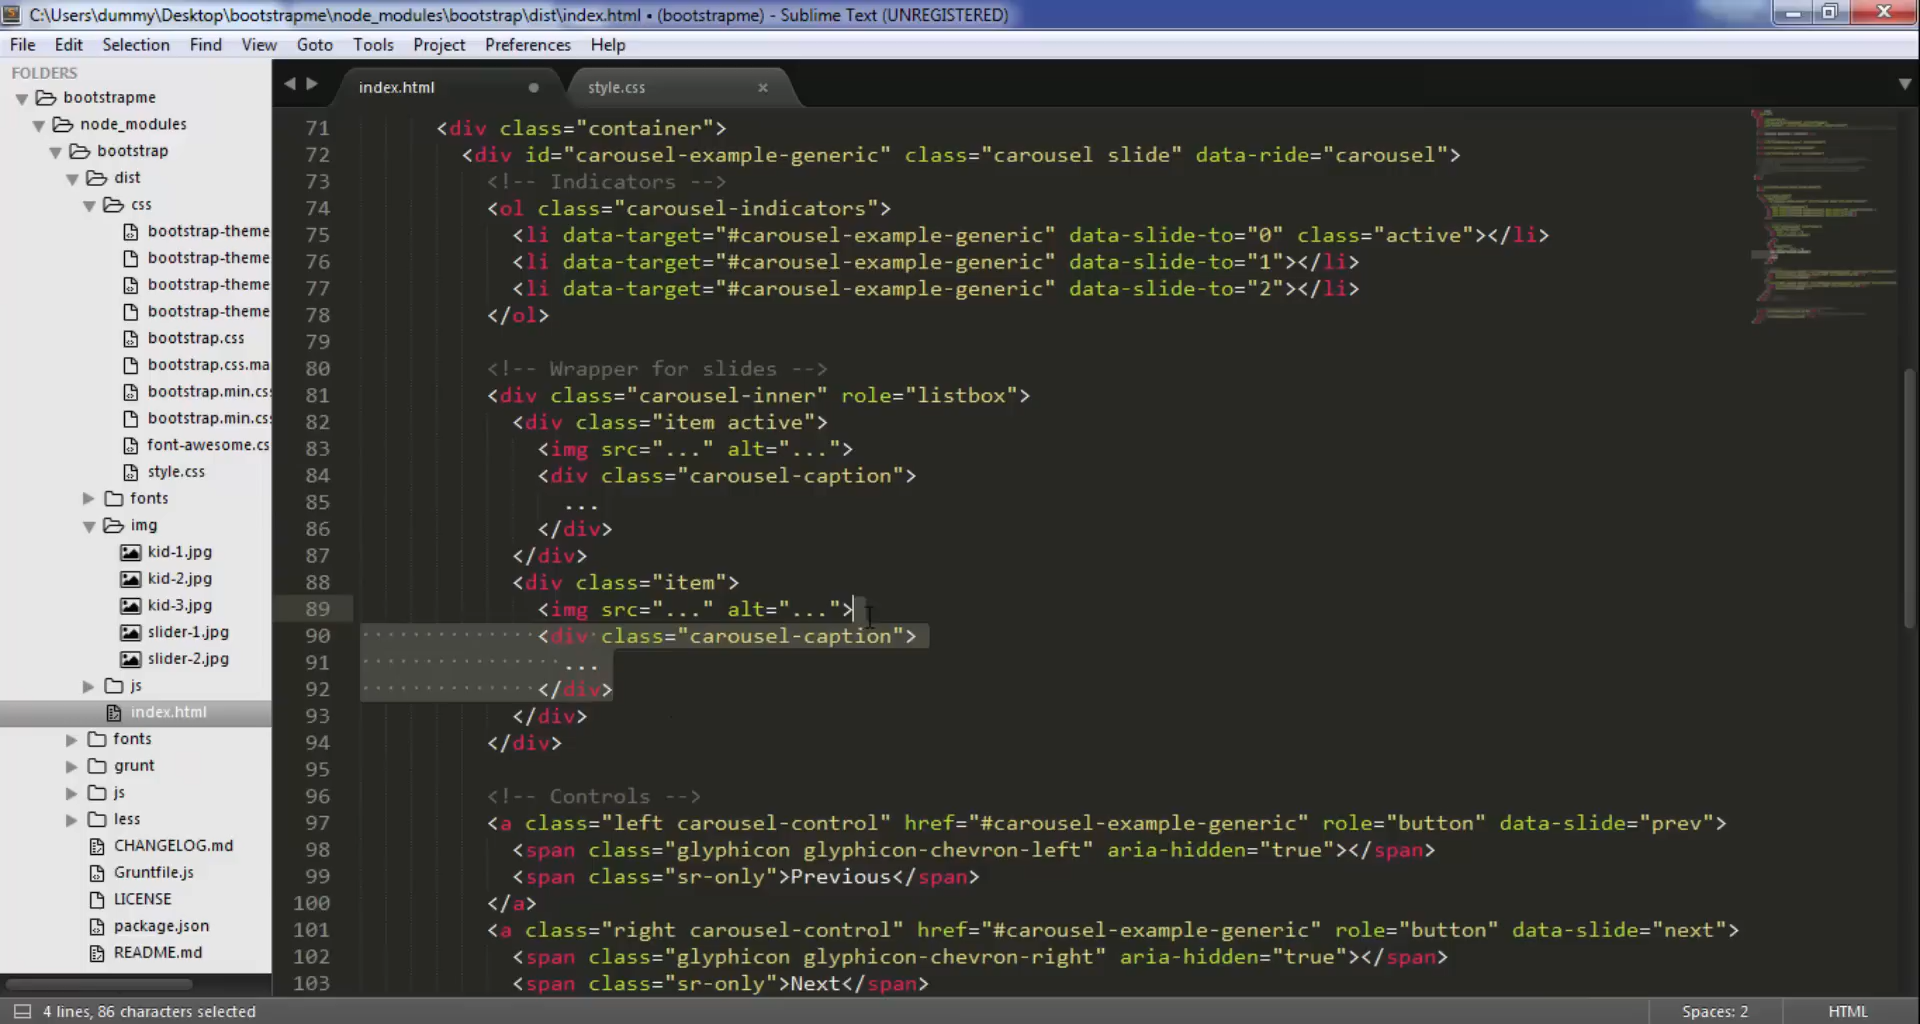 C:\Users\dummy\Desktop\bootstrapme\node_modules\bootstrap\dist\index.html • (bootstrapme) - Sublime Text (UNREGISTERED)
File Edit Selection Find View Goto Tools Project Preferences Help
FOLDERS
bootstrapme
node_modules
bootstrap
dist
css
bootstrap-theme
bootstrap-theme
bootstrap-theme
bootstrap-theme
bootstrap.css
bootstrap.css.ma
bootstrap.min.cs
bootstrap.min.cs
font-awesome.cs
style.css
fonts
img
kid-1.jpg
kid-2.jpg
kid-3.jpg
slider-1.jpg
slider-2.jpg
js
index.html
fonts
grunt
js
less
CHANGELOG.md
Gruntfile.js
LICENSE
package.json
README.md
index.html style.css
71 <div class="container">
72 <div id="carousel-example-generic" class="carousel slide" data-ride="carousel">
73 <!-- Indicators -->
74 <ol class="carousel-indicators">
75 <li data-target="#carousel-example-generic" data-slide-to="0" class="active"></li>
76 <li data-target="#carousel-example-generic" data-slide-to="1"></li>
77 <li data-target="#carousel-example-generic" data-slide-to="2"></li>
78 </ol>
79
80 <!-- Wrapper for slides -->
81 <div class="carousel-inner" role="listbox">
82 <div class="item active">
83 <img src="..." alt="...">
84 <div class="carousel-caption">
85 ...
86 </div>
87 </div>
88 <div class="item">
89 <img src="..." alt="...">
90 <div class="carousel-caption">
91 ...
92 </div>
93 </div>
94 </div>
95
96 <!-- Controls -->
97 <a class="left carousel-control" href="#carousel-example-generic" role="button" data-slide="prev">
98 <span class="glyphicon glyphicon-chevron-left" aria-hidden="true"></span>
99 <span class="sr-only">Previous</span>
100 </a>
101 <a class="right carousel-control" href="#carousel-example-generic" role="button" data-slide="next">
102 <span class="glyphicon glyphicon-chevron-right" aria-hidden="true"></span>
103 <span class="sr-only">Next</span>
4 lines, 86 characters selected Spaces: 2 HTML